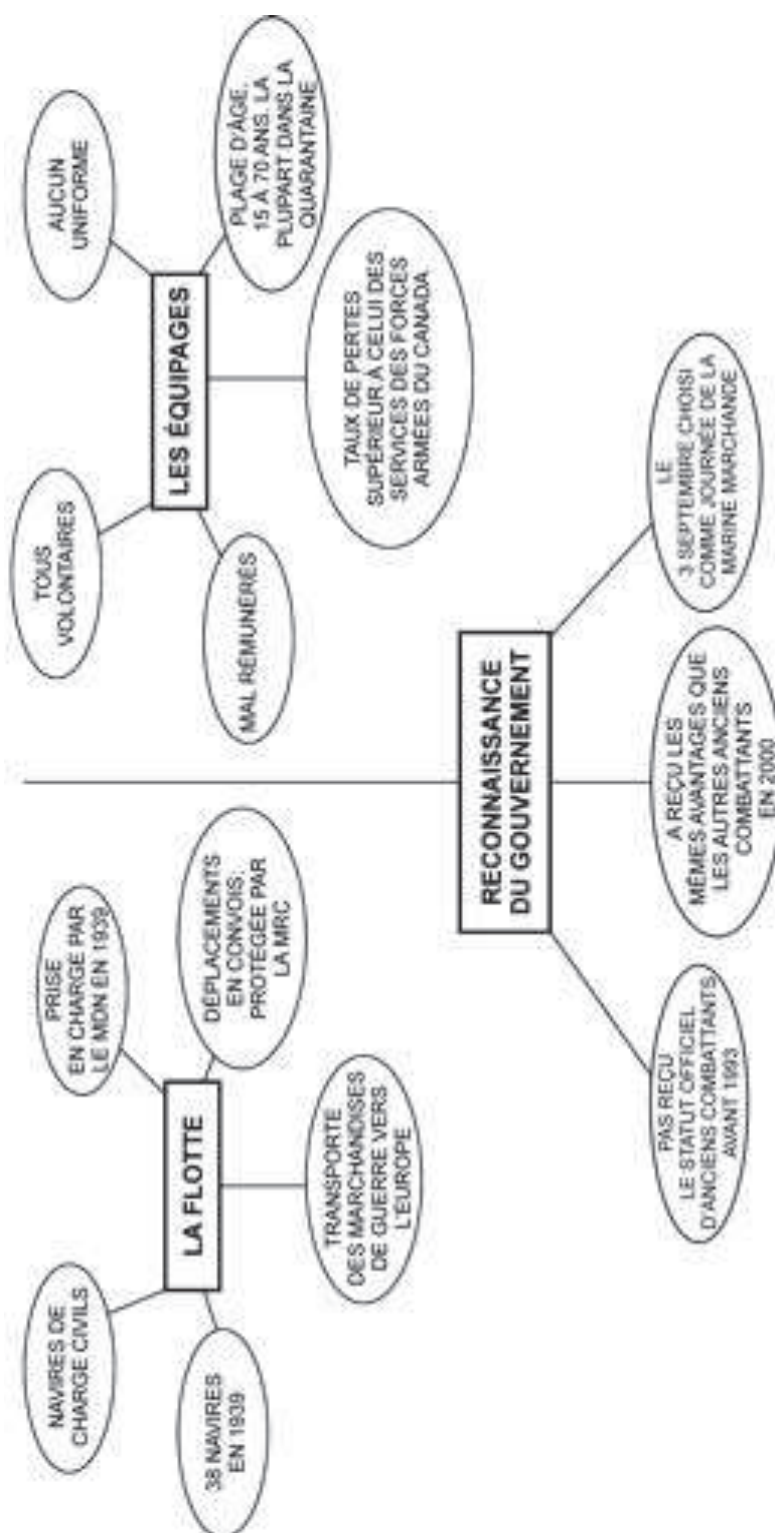 NAVIRES DE
CHARGE CIVILS
PRISE
EN CHARGE PAR
LE MDN EN 1939
LA FLOTTE
38 NAVIRES
EN 1939
DÉPLACEMENTS
EN CONVOIS,
PROTÉGÉE PAR
LA MRC
TRANSPORTE
DES MARCHANDISES
DE GUERRE VERS
L'EUROPE
TOUS
VOLONTAIRES
AUCUN
UNIFORME
LES ÉQUIPAGES
MAL RÉMUNÉRÉS
PLAGE D'ÂGE,
15 À 70 ANS. LA
PLUPART DANS LA
QUARANTAINE
TAUX DE PERTES
SUPÉRIEUR À CELUI DES
SERVICES DES FORCES
ARMÉES DU CANADA
RECONNAISSANCE
DU GOUVERNEMENT
PAS REÇU
LE STATUT OFFICIEL
D'ANCIENS COMBATTANTS
AVANT 1993
A REÇU LES
MÊMES AVANTAGES QUE
LES AUTRES ANCIENS
COMBATTANTS
EN 2000
LE
3 SEPTEMBRE CHOISI
COMME JOURNÉE DE LA
MARINE MARCHANDE